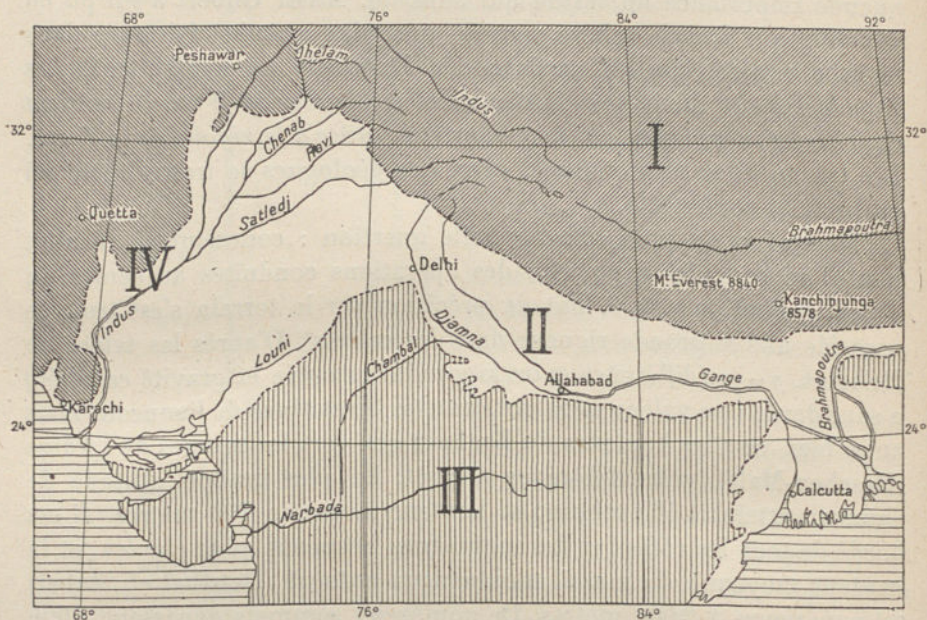 68°
76°
84°
92°
Peshawar
Jhelam
Indus
32°
Chenab
Ravi
I
32°
Quetta
Satledj
Brahmapoutra
IV
Delhi
Mt Everest 8840
Kanchipjunga
8578
Indus
Louni
Chambal
Djamna
II
Allahabad
Gange
Brahmapoutra
Karachi
24°
24°
III
Narbada
Calcutta
68°
76°
84°